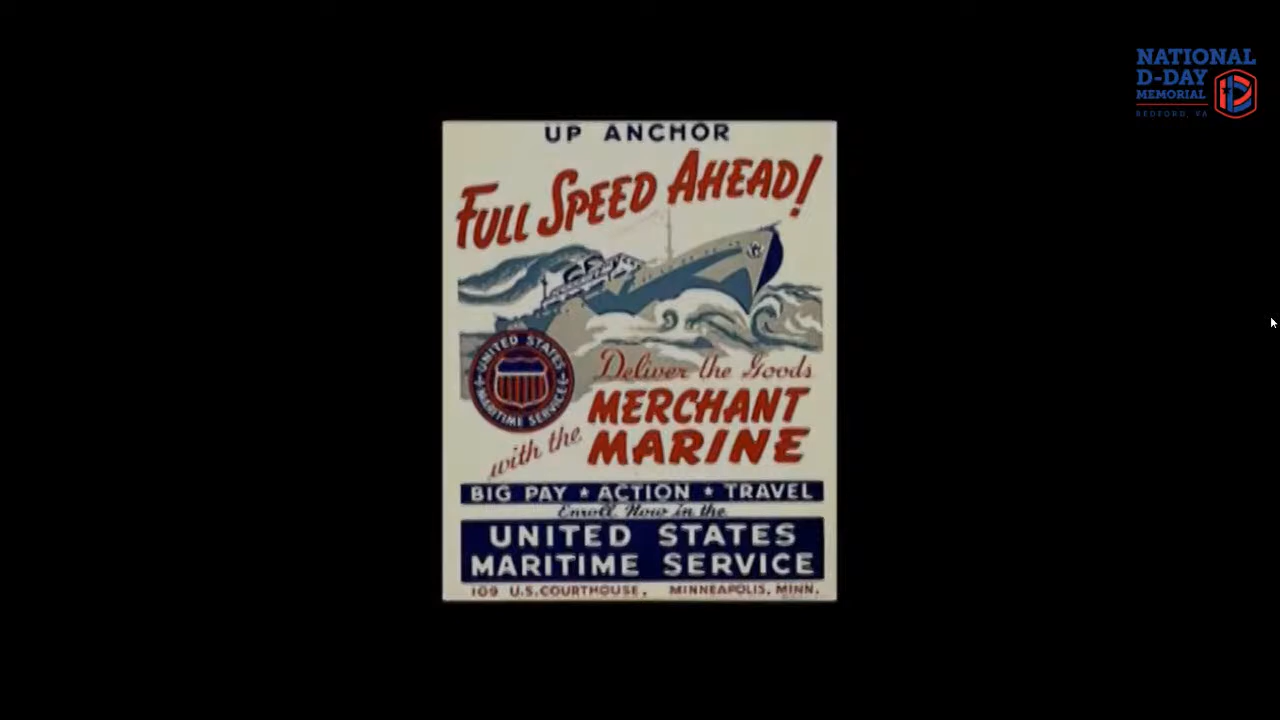 NATIONAL
D-DAY
MEMORIAL
BEDFORD, VA
UP ANCHOR
FULL SPEED AHEAD!
UNITED STATES
MARITIME SERVICE
Deliver the Goods
with the
MERCHANT
MARINE
BIG PAY ★ ACTION ★ TRAVEL
Enroll Now in the
UNITED STATES
MARITIME SERVICE
109 U.S. COURTHOUSE, MINNEAPOLIS, MINN.